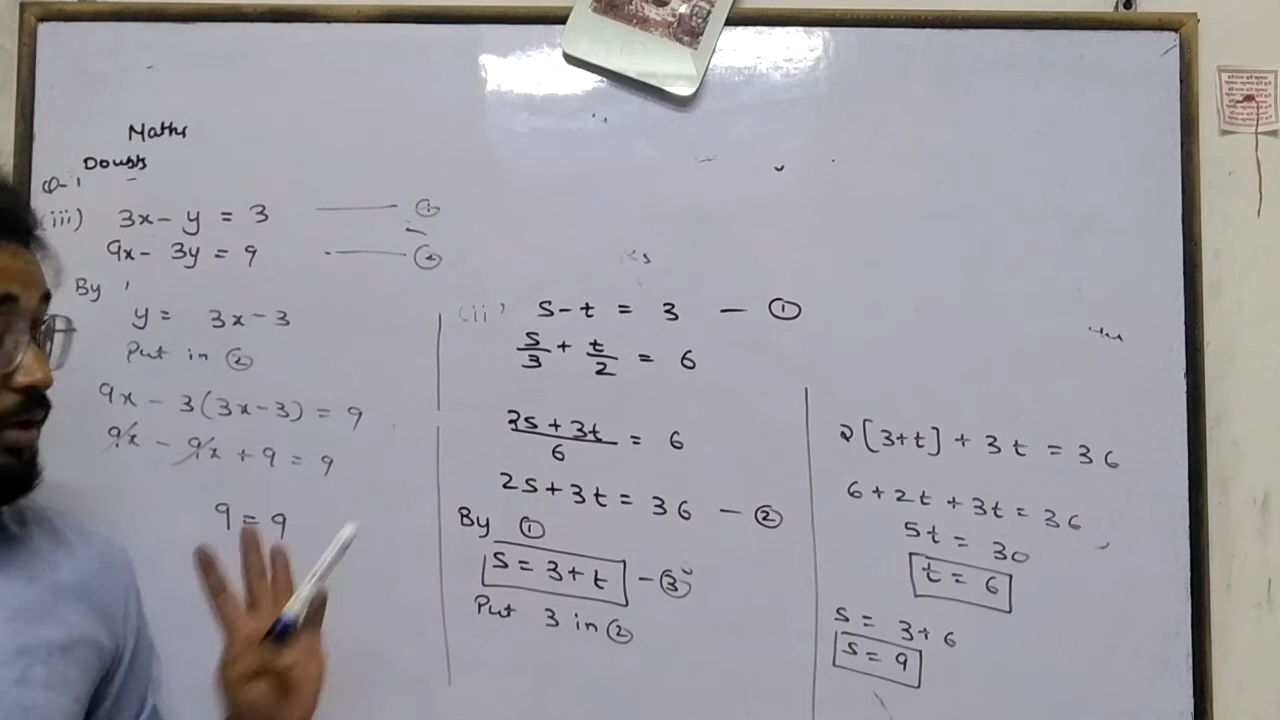 Maths
Doubts
Q-1
(iii) 3x - y = 3 — ①
9x - 3y = 9 — ②
By
y = 3x - 3
Put in ②
9x - 3(3x-3) = 9
9x - 9x + 9 = 9
9 = 9
(ii) s - t = 3 — ①
s/3 + t/2 = 6
2s + 3t / 6 = 6
2s + 3t = 36 — ②
By ①
s = 3 + t — ③
Put 3 in ②
2[3+t] + 3t = 36
6 + 2t + 3t = 36
5t = 30
t = 6
s = 3+6
s = 9